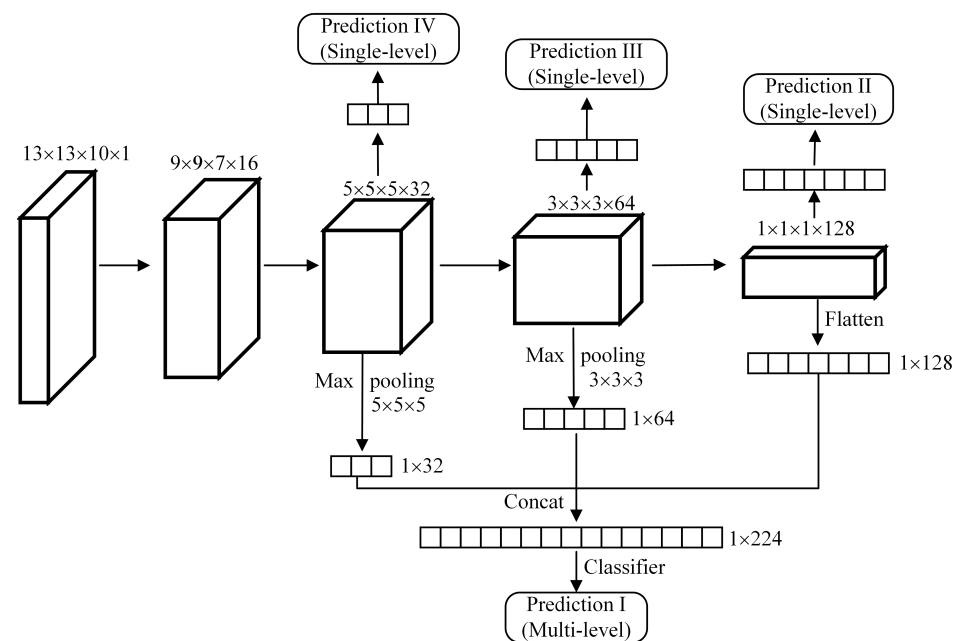 Prediction IV
(Single-level)
Prediction III
(Single-level)
Prediction II
(Single-level)
13×13×10×1
9×9×7×16
5×5×5×32
3×3×3×64
1×1×1×128
Flatten
Max pooling
5×5×5
Max pooling
3×3×3
1×128
1×64
1×32
Concat
1×224
Classifier
Prediction I
(Multi-level)